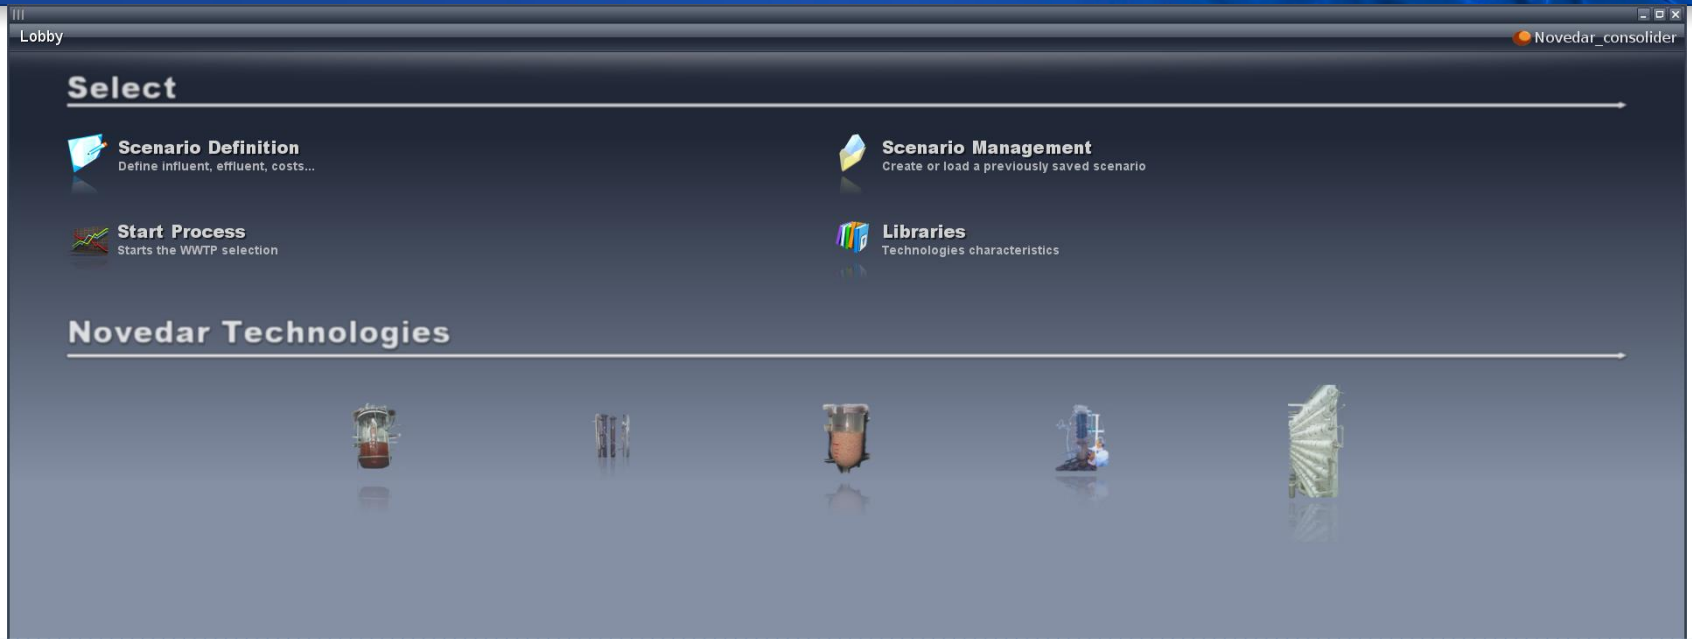 Lobby
Novedar_consolider
Select
Scenario Definition
Define influent, effluent, costs...
Scenario Management
Create or load a previously saved scenario
Start Process
Starts the WWTP selection
Libraries
Technologies characteristics
Novedar Technologies